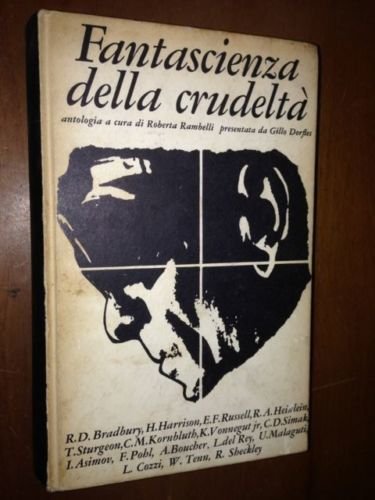 Fantascienza
della crudeltà
antologia a cura di Roberta Rambelli presentata da Gillo Dorfles
R.D. Bradbury, H.Harrison, E.F. Russell, R.A.Heinlein,
T.Sturgeon, C.M.Kornbluth, K.Vonnegut jr, C.D.Simak,
I.Asimov, F. Pohl, A.Boucher, L.del Rey, U.Malaguti,
L. Cozzi, W. Tenn, R. Sheckley